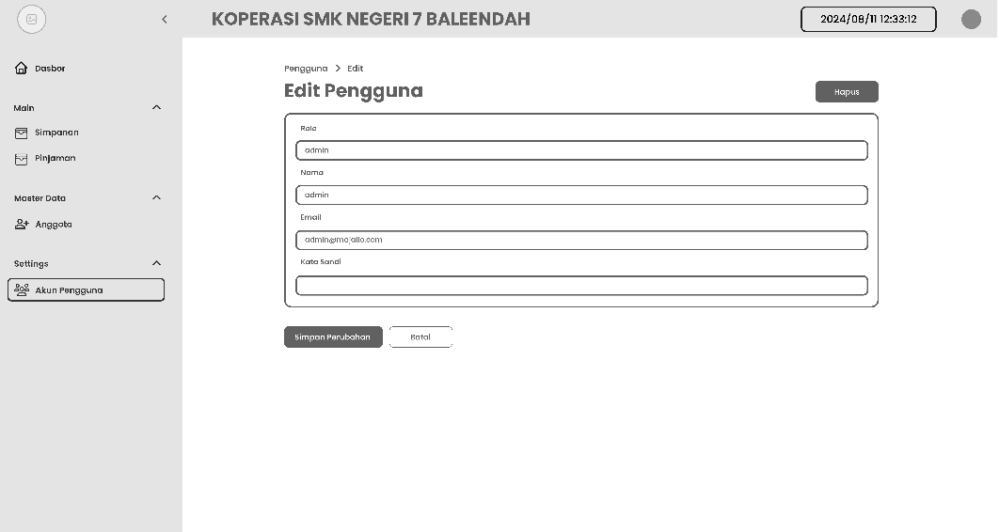 KOPERASI SMK NEGERI 7 BALEENDAH
2024/08/11 12:33:12
Dasbor
Main
Simpanan
Pinjaman
Master Data
Anggota
Settings
Akun Pengguna
Pengguna > Edit
Edit Pengguna
Hapus
Role
admin
Nama
admin
Email
admin@majalio.com
Kata Sandi
Simpan Perubahan
Batal